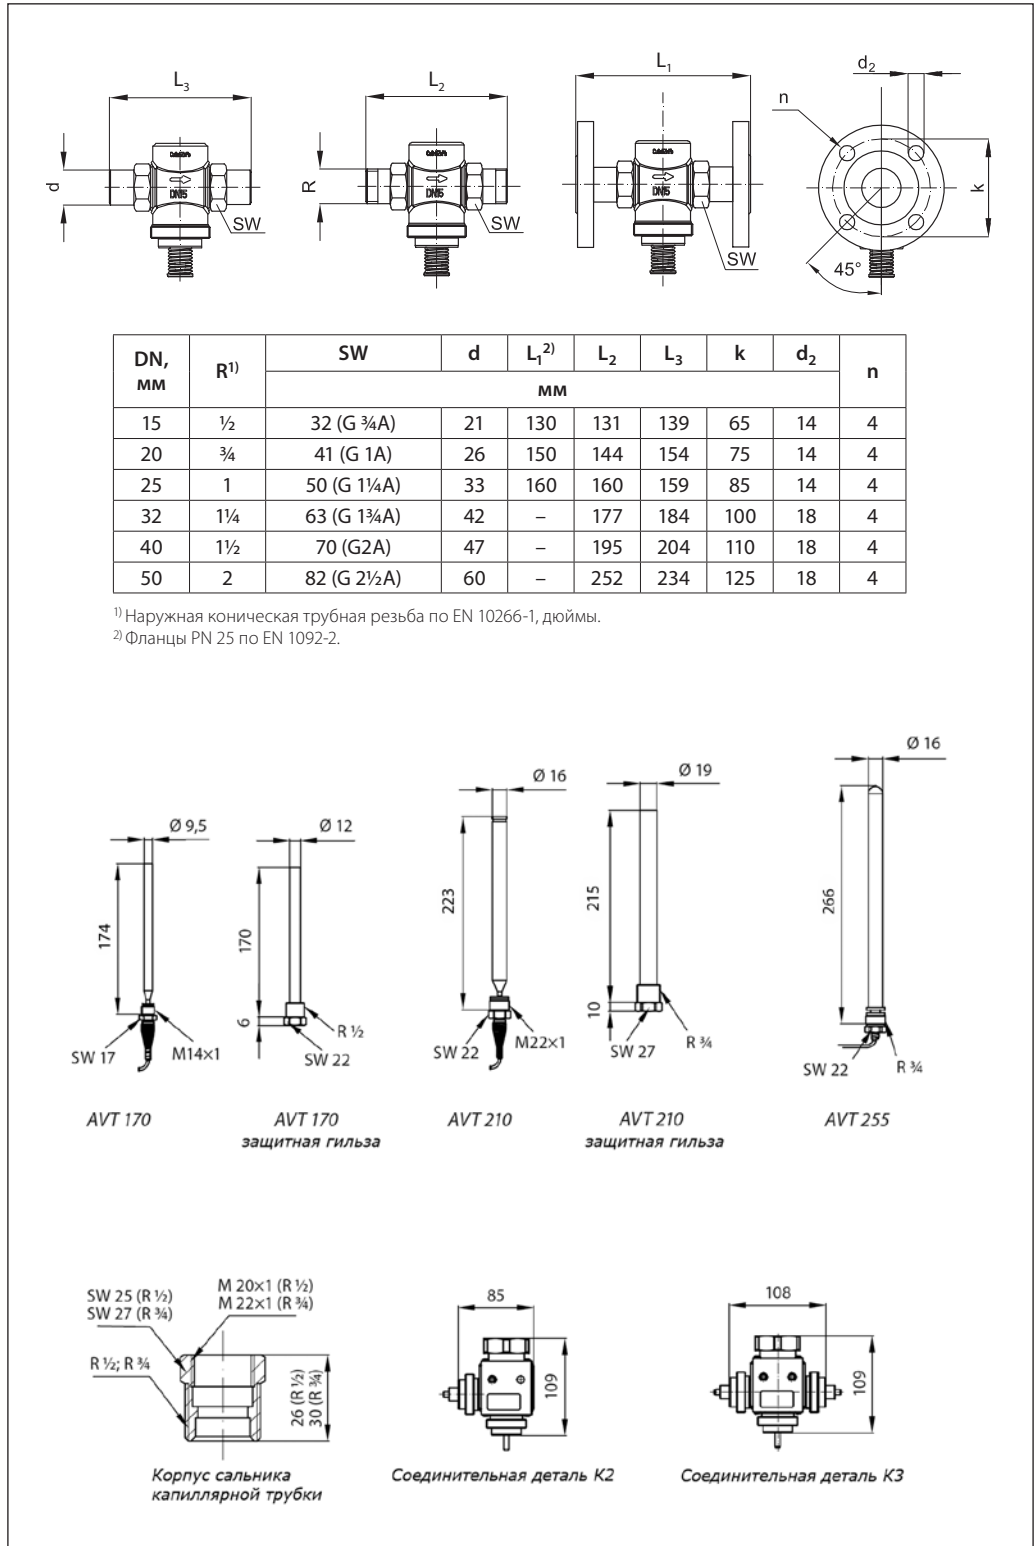 L₃
d
SW
DN15
L₂
R
SW
DN15
L₁
SW
DN15
d₂
n
k
45°
DN, мм R¹⁾ SW d L₁²⁾ L₂ L₃ k d₂ n
мм
15 ½ 32 (G ¾A) 21 130 131 139 65 14 4
20 ¾ 41 (G 1A) 26 150 144 154 75 14 4
25 1 50 (G 1¼A) 33 160 160 159 85 14 4
32 1¼ 63 (G 1¾A) 42 – 177 184 100 18 4
40 1½ 70 (G2A) 47 – 195 204 110 18 4
50 2 82 (G 2½A) 60 – 252 234 125 18 4
¹⁾ Наружная коническая трубная резьба по EN 10266-1, дюймы.
²⁾ Фланцы PN 25 по EN 1092-2.
Ø 9,5
174
SW 17
M14×1
AVT 170
Ø 12
170
6
R ½
SW 22
AVT 170
защитная гильза
Ø 16
223
SW 22
M22×1
AVT 210
Ø 19
215
10
SW 27
R ¾
AVT 210
защитная гильза
Ø 16
266
SW 22
R ¾
AVT 255
SW 25 (R ½)
SW 27 (R ¾)
M 20×1 (R ½)
M 22×1 (R ¾)
R ½; R ¾
26 (R ½)
30 (R ¾)
Корпус сальника
капиллярной трубки
85
109
Соединительная деталь К2
108
109
Соединительная деталь К3